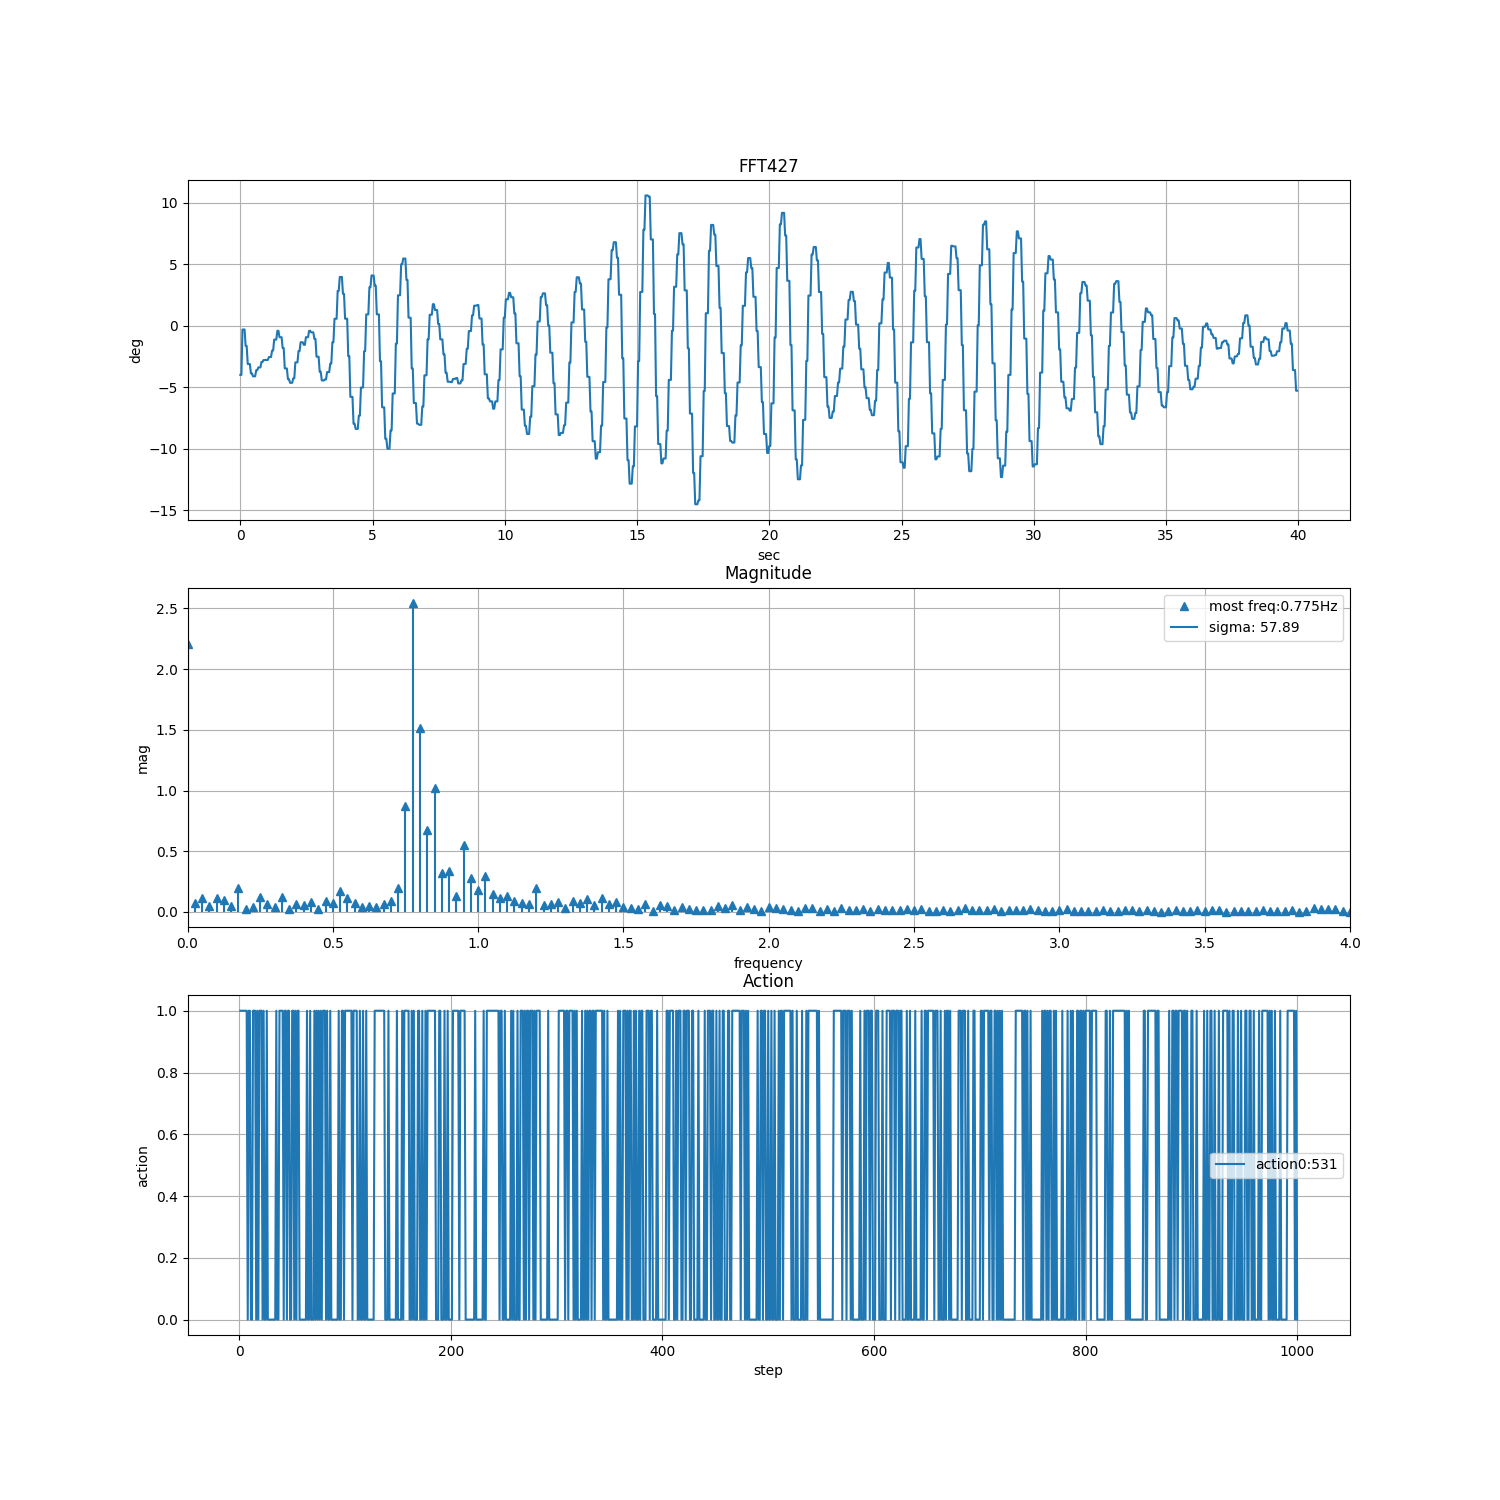 FFT427
10
5
0
−5
−10
−15
deg
0 5 10 15 20 25 30 35 40
sec
Magnitude
2.5
2.0
1.5
1.0
0.5
0.0
mag
most freq:0.775Hz
sigma: 57.89
0.0 0.5 1.0 1.5 2.0 2.5 3.0 3.5 4.0
frequency
Action
1.0
0.8
0.6
0.4
0.2
0.0
action
action0:531
0 200 400 600 800 1000
step